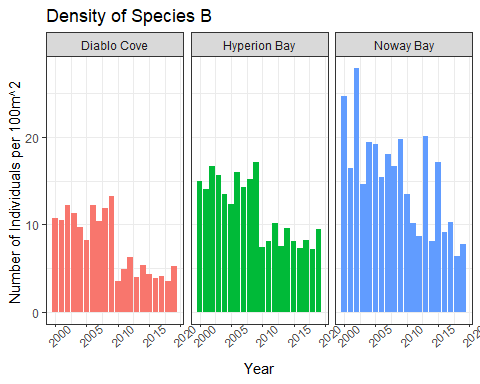 Density of Species B
Diablo Cove
Hyperion Bay
Noway Bay
Number of Individuals per 100m^2
20
10
0
2000 2005 2010 2015 2020
2000 2005 2010 2015 2020
2000 2005 2010 2015 2020
Year